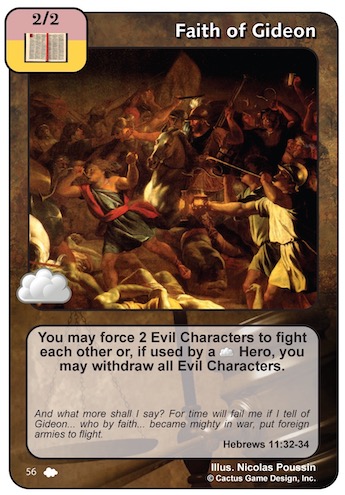 2/2
Faith of Gideon
You may force 2 Evil Characters to fight
each other or, if used by a Hero, you
may withdraw all Evil Characters.
And what more shall I say? For time will fail me if I tell of
Gideon... who by faith... became mighty in war, put foreign
armies to flight.
Hebrews 11:32-34
56
Illus. Nicolas Poussin
© Cactus Game Design, Inc.